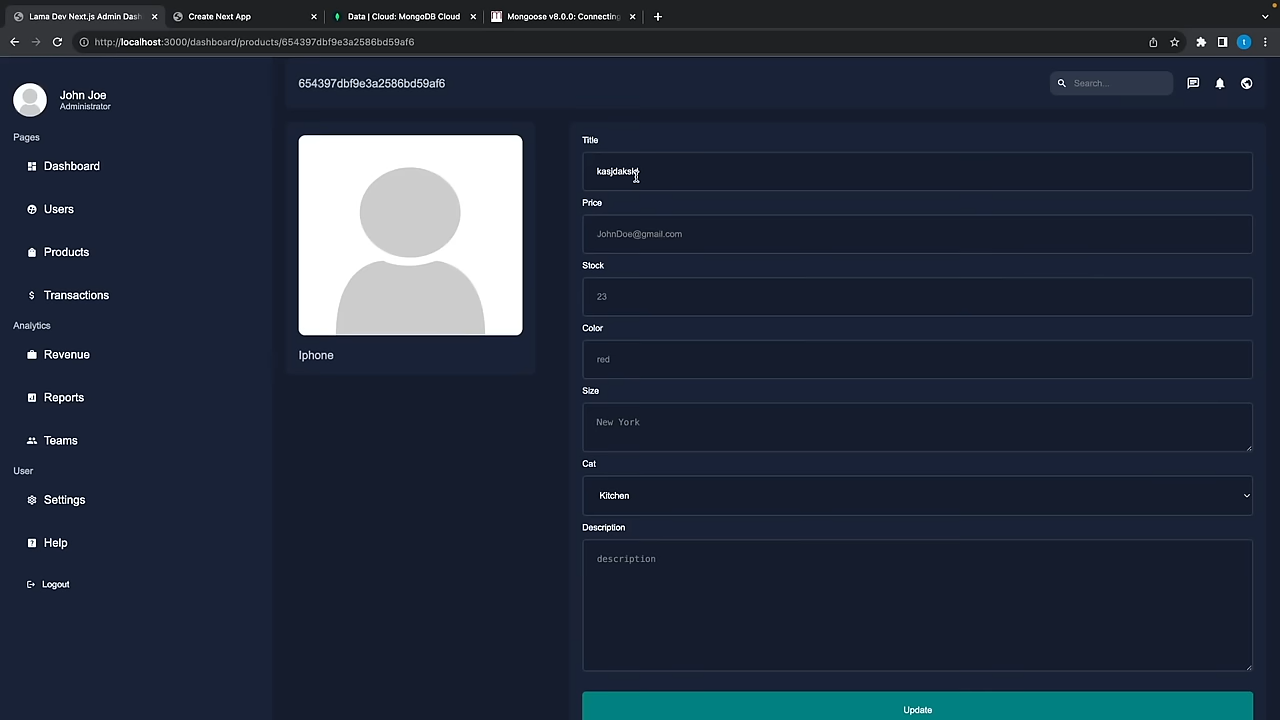 Lama Dev Next.js Admin Dash
Create Next App
Data | Cloud: MongoDB Cloud
Mongoose v8.0.0: Connecting
http://localhost:3000/dashboard/products/654397dbf9e3a2586bd59af6
t
John Joe
Administrator
Pages
Dashboard
Users
Products
Transactions
Analytics
Revenue
Reports
Teams
User
Settings
Help
Logout
654397dbf9e3a2586bd59af6
Search...
Iphone
Title
Price
JohnDoe@gmail.com
Stock
23
Color
red
Size
New York
Cat
Kitchen
Description
description
Update